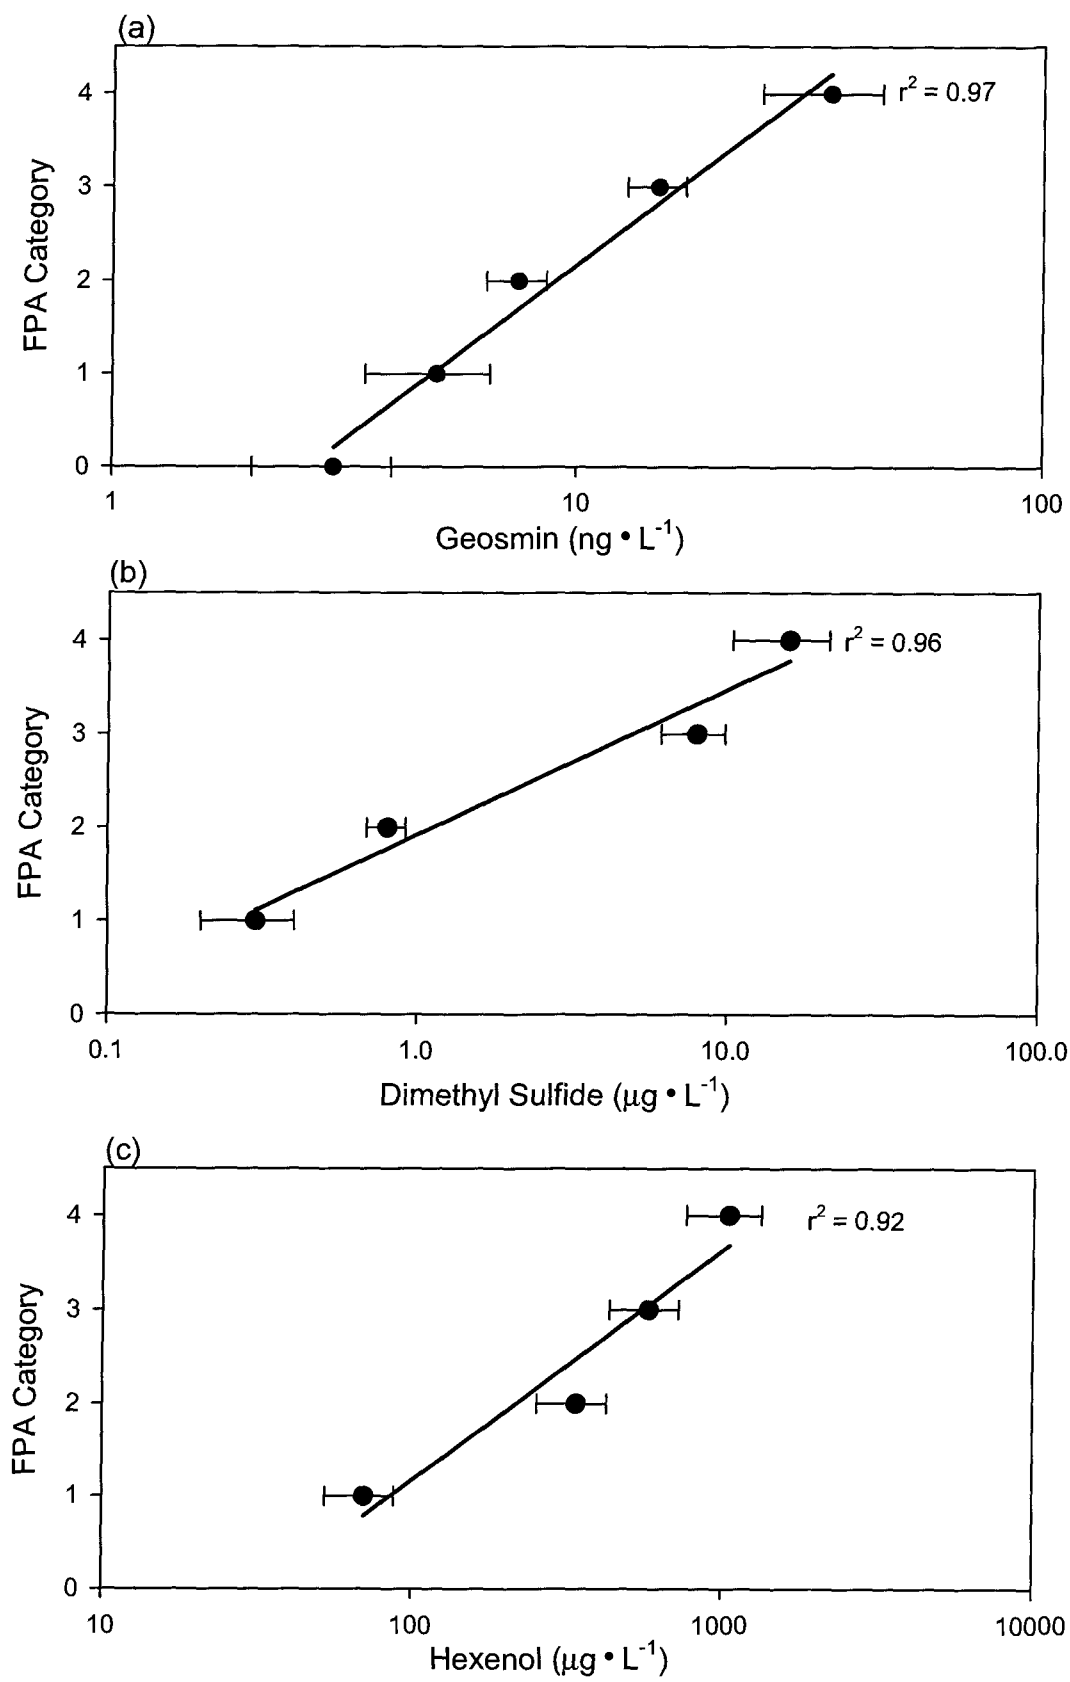 (a)
4
r² = 0.97
3
FPA Category
2
1
0
1
10
100
Geosmin (ng • L⁻¹)
(b)
4
r² = 0.96
3
FPA Category
2
1
0
0.1
1.0
10.0
100.0
Dimethyl Sulfide (µg • L⁻¹)
(c)
4
r² = 0.92
3
FPA Category
2
1
0
10
100
1000
10000
Hexenol (µg • L⁻¹)